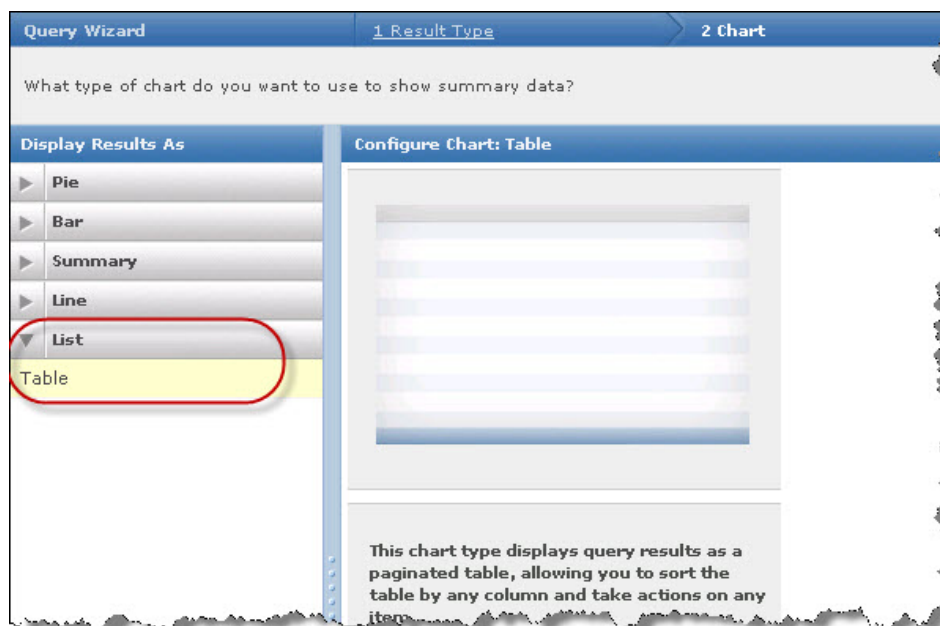 Query Wizard
1 Result Type
2 Chart
What type of chart do you want to use to show summary data?
Display Results As
Configure Chart: Table
Pie
Bar
Summary
Line
List
Table
This chart type displays query results as a
paginated table, allowing you to sort the
table by any column and take actions on any
item